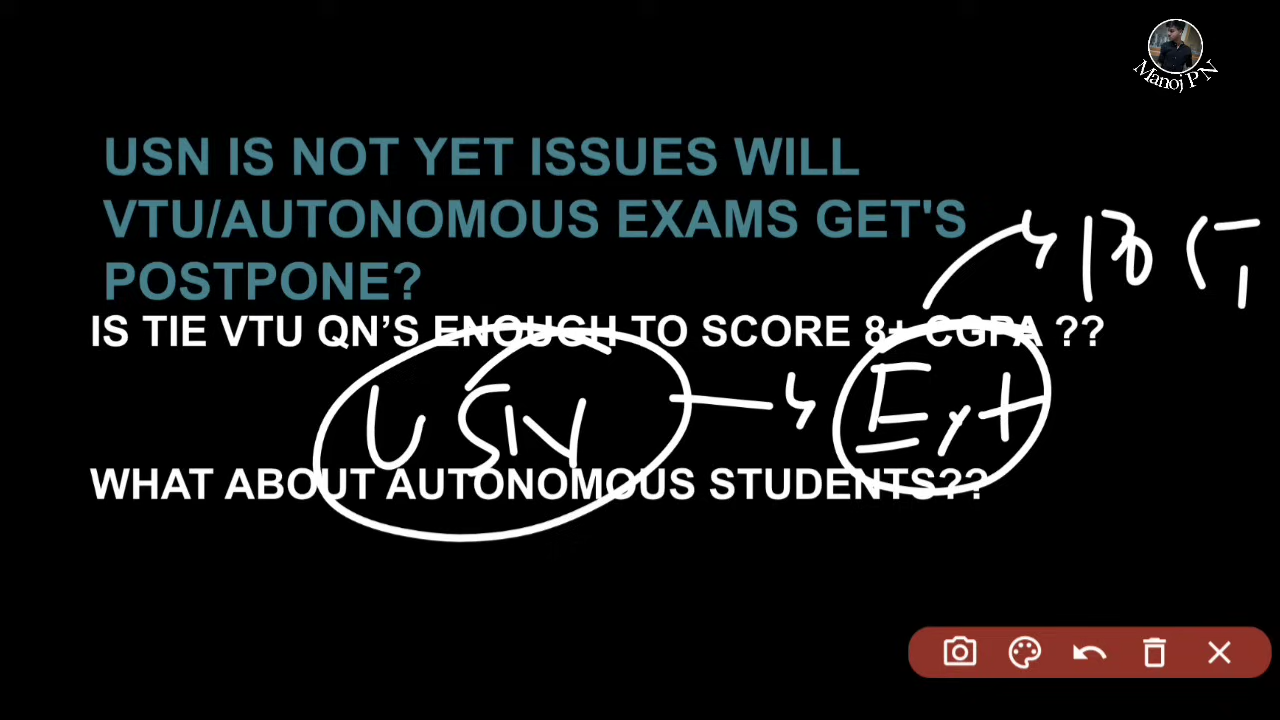 Manoj P N
USN IS NOT YET ISSUES WILL
VTU/AUTONOMOUS EXAMS GET'S
POSTPONE?
IS TIE VTU QN’S ENOUGH TO SCORE 8+ CGPA ??
USN Ext
WHAT ABOUT AUTONOMOUS STUDENTS??